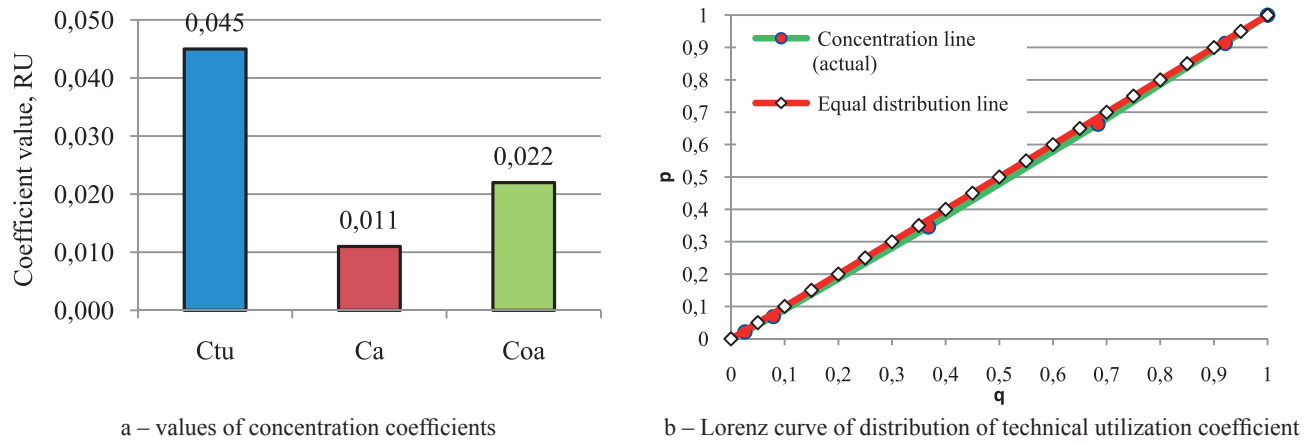 Coefficient value, RU
0,050
0,040
0,030
0,020
0,010
0,000
0,045
0,011
0,022
Ctu Ca Coa
a – values of concentration coefficients
p
1
0,9
0,8
0,7
0,6
0,5
0,4
0,3
0,2
0,1
0
Concentration line
(actual)
Equal distribution line
0 0,1 0,2 0,3 0,4 0,5 0,6 0,7 0,8 0,9 1
q
b – Lorenz curve of distribution of technical utilization coefficient